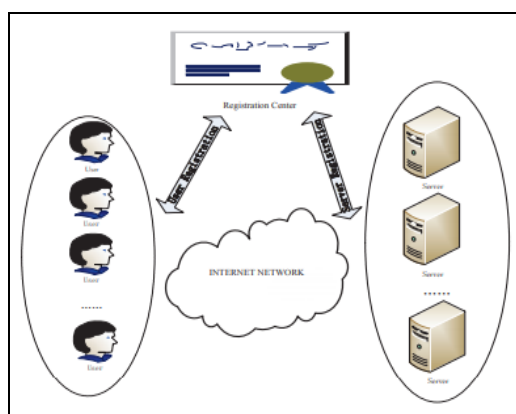 Registration Center
User Registration
Server Registration
User
User
User
......
User
INTERNET NETWORK
Server
Server
......
Server